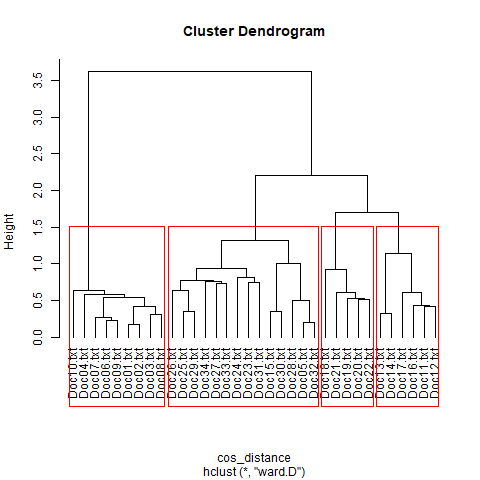 Cluster Dendrogram
Height
3.5
3.0
2.5
2.0
1.5
1.0
0.5
0.0
Doc10.txt
Doc04.txt
Doc07.txt
Doc06.txt
Doc09.txt
Doc01.txt
Doc02.txt
Doc03.txt
Doc08.txt
Doc26.txt
Doc25.txt
Doc29.txt
Doc34.txt
Doc27.txt
Doc33.txt
Doc24.txt
Doc23.txt
Doc31.txt
Doc15.txt
Doc30.txt
Doc28.txt
Doc05.txt
Doc32.txt
Doc18.txt
Doc21.txt
Doc19.txt
Doc20.txt
Doc22.txt
Doc13.txt
Doc14.txt
Doc17.txt
Doc16.txt
Doc11.txt
Doc12.txt
cos_distance
hclust (*, "ward.D")